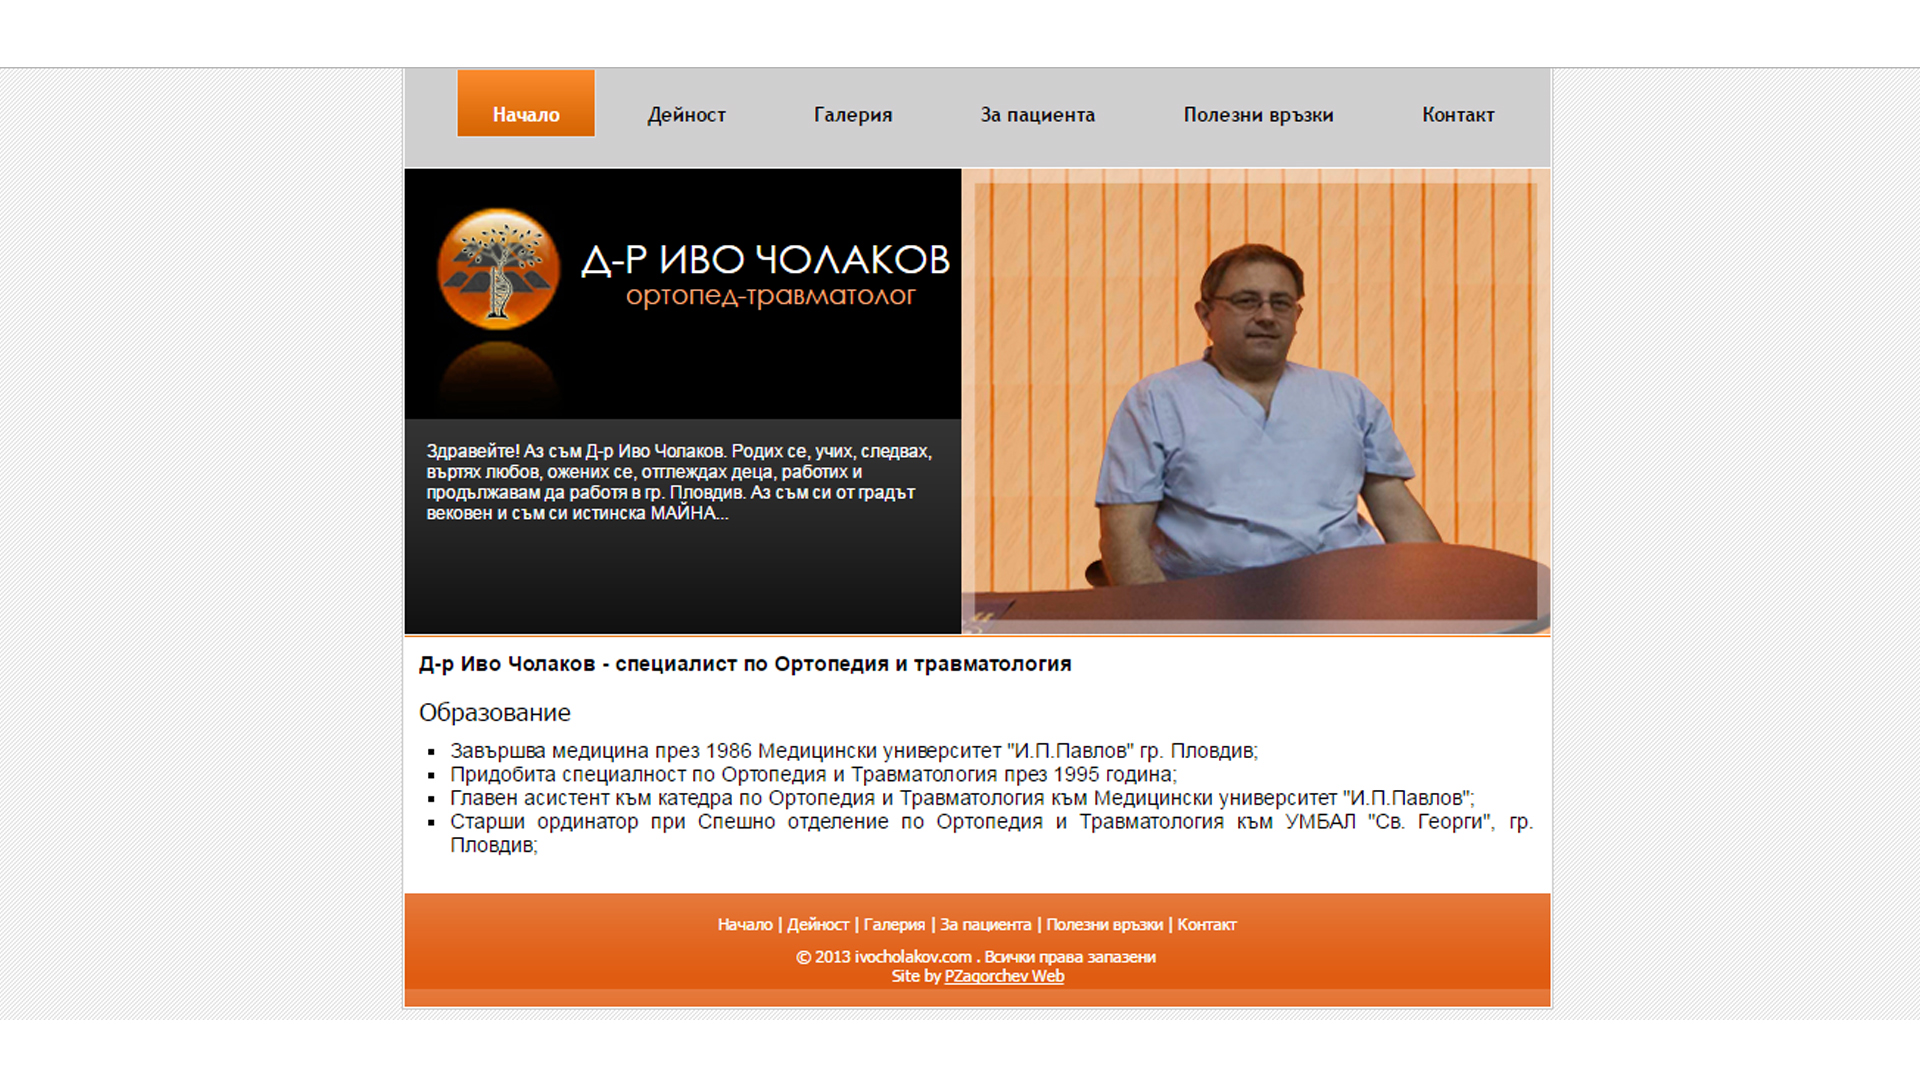 Начало
Дейност
Галерия
За пациента
Полезни връзки
Контакт
Д-Р ИВО ЧОЛАКОВ
ортопед-травматолог
Здравейте! Аз съм Д-р Иво Чолаков. Родих се, учих, следвах,
въртях любов, ожених се, отглеждах деца, работих и
продължавам да работя в гр. Пловдив. Аз съм си от градът
вековен и съм си истинска МАЙНА...
Д-р Иво Чолаков - специалист по Ортопедия и травматология
Образование
Завършва медицина през 1986 Медицински университет "И.П.Павлов" гр. Пловдив;
Придобита специалност по Ортопедия и Травматология през 1995 година;
Главен асистент към катедра по Ортопедия и Травматология към Медицински университет "И.П.Павлов";
Старши ординатор при Спешно отделение по Ортопедия и Травматология към УМБАЛ "Св. Георги", гр.
Пловдив;
Начало | Дейност | Галерия | За пациента | Полезни връзки | Контакт
© 2013 ivocholakov.com . Всички права запазени
Site by PZagorchev Web